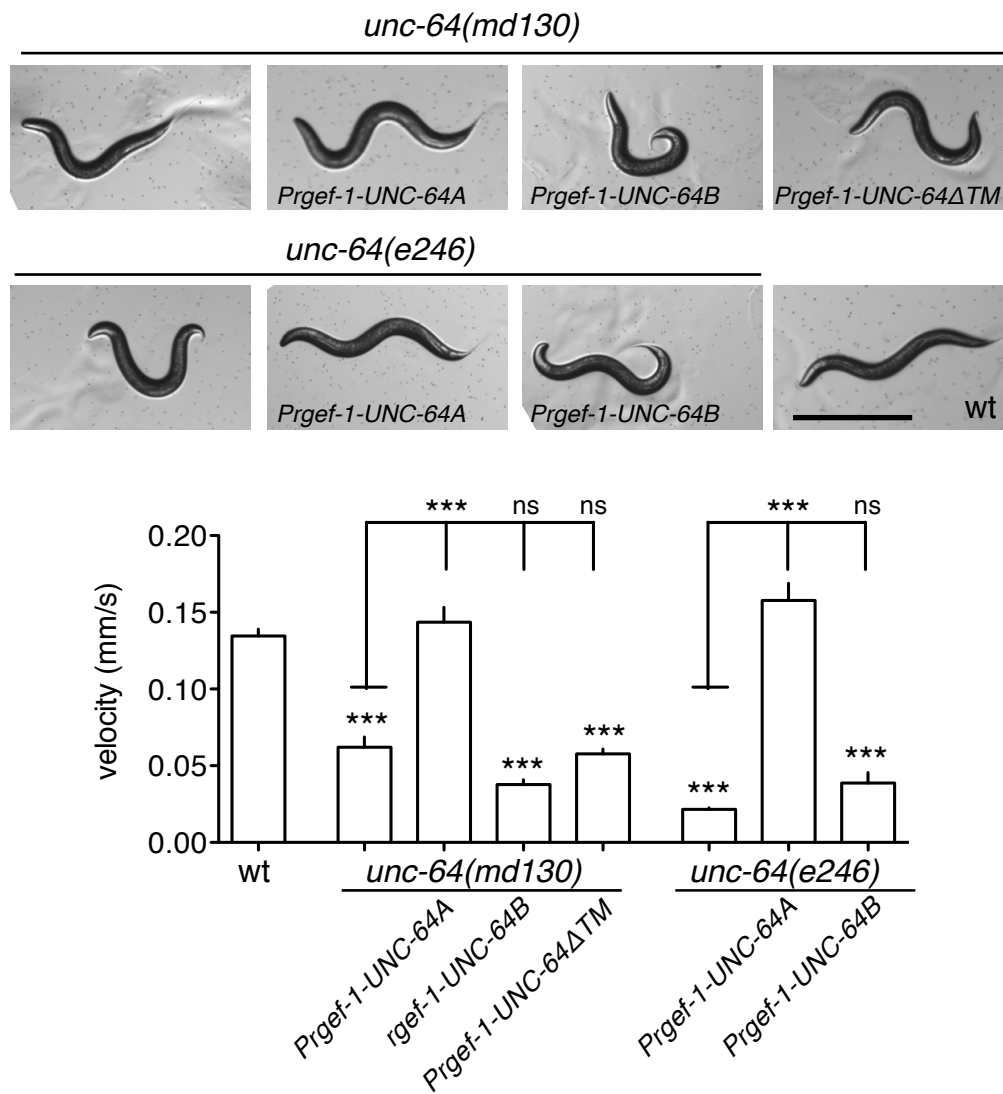 unc-64(md130)
Prgef-1-UNC-64A
Prgef-1-UNC-64B
Prgef-1-UNC-64ΔTM
unc-64(e246)
Prgef-1-UNC-64A
Prgef-1-UNC-64B
wt
***
ns
ns
***
ns
0.20
0.15
0.10
0.05
0.00
velocity (mm/s)
***
***
***
***
***
wt
unc-64(md130)
unc-64(e246)
Prgef-1-UNC-64A
rgef-1-UNC-64B
Prgef-1-UNC-64ΔTM
Prgef-1-UNC-64A
Prgef-1-UNC-64B